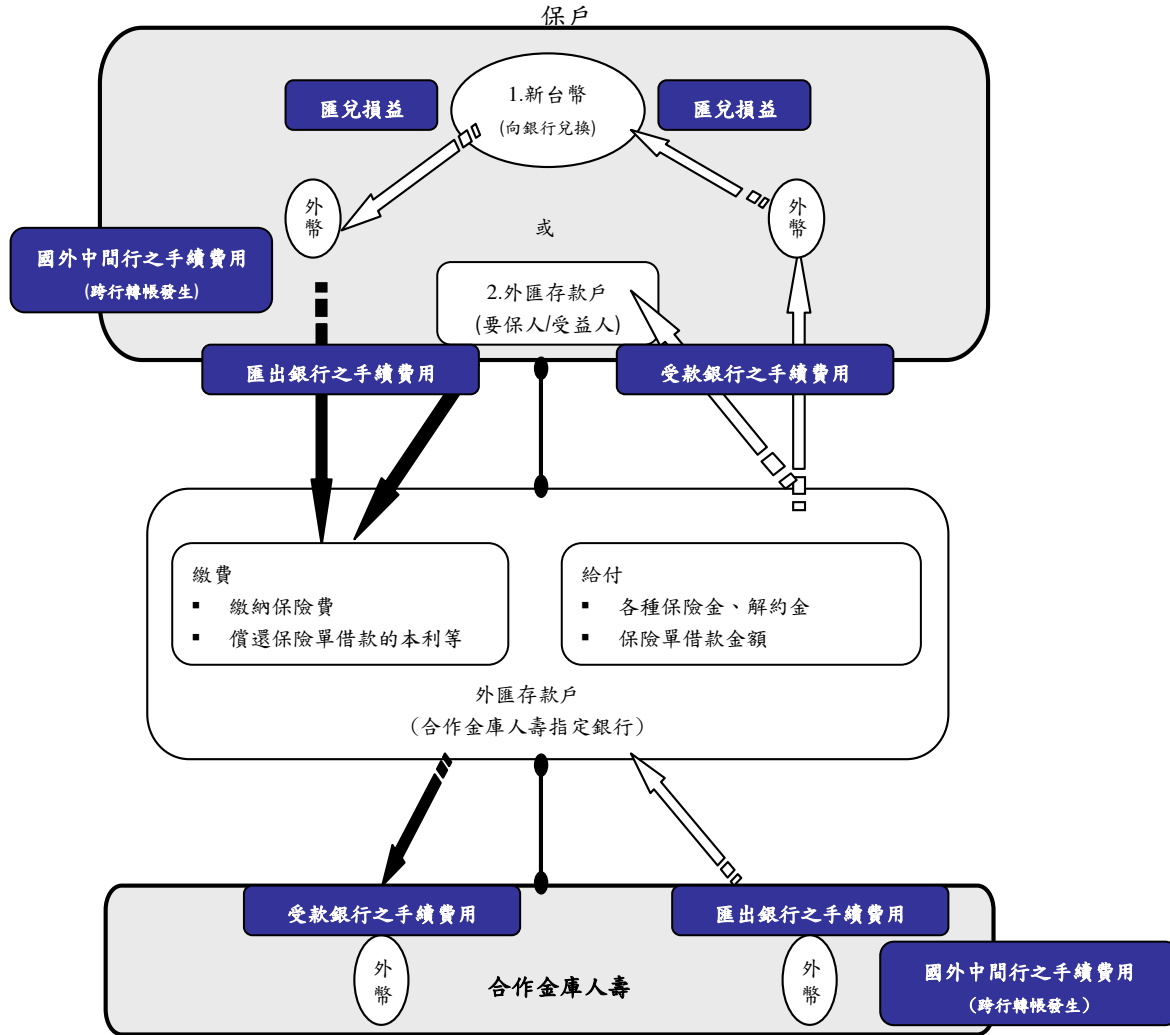 保戶
匯兌損益
1.新台幣
(向銀行兌換)
匯兌損益
外
幣
外
幣
或
國外中間行之手續費用
(跨行轉帳發生)
2.外匯存款戶
(要保人/受益人)
匯出銀行之手續費用
受款銀行之手續費用
繳費
▪ 繳納保險費
▪ 償還保險單借款的本利等
給付
▪ 各種保險金、解約金
▪ 保險單借款金額
外匯存款戶
（合作金庫人壽指定銀行）
受款銀行之手續費用
匯出銀行之手續費用
外
幣
合作金庫人壽
外
幣
國外中間行之手續費用
（跨行轉帳發生）